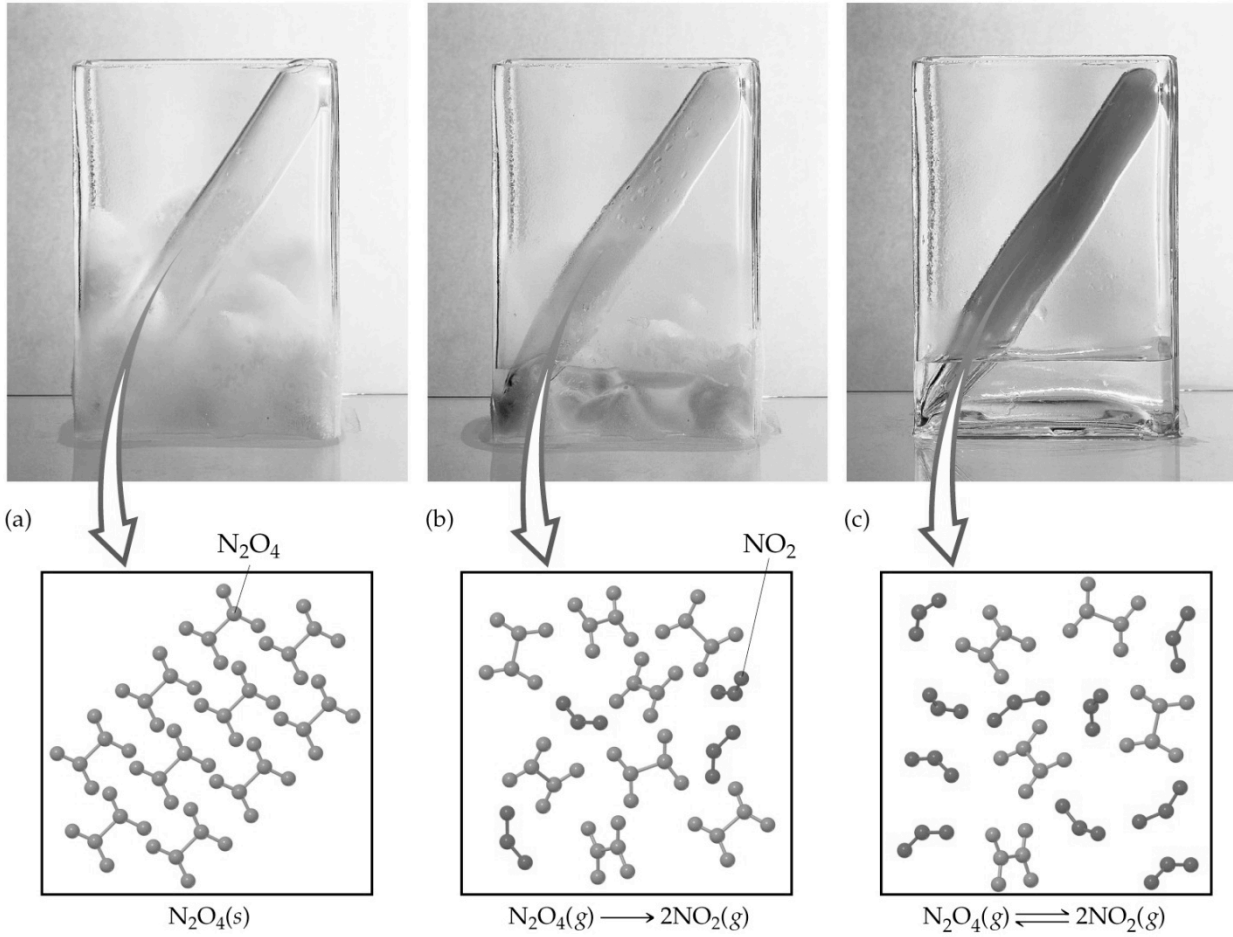 (a)
(b)
(c)
N₂O₄
NO₂
N₂O₄(s)
N₂O₄(g) ⟶ 2NO₂(g)
N₂O₄(g) ⇌ 2NO₂(g)